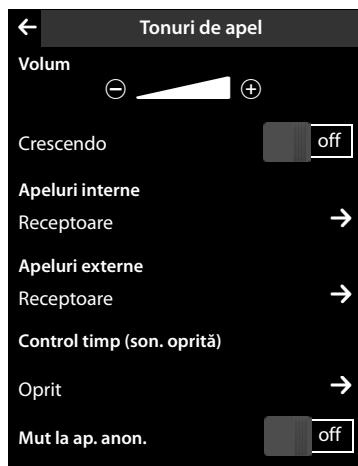 Tonuri de apel
Volum
Crescendo off
Apeluri interne
Receptoare
Apeluri externe
Receptoare
Control timp (son. oprită)
Oprit
Mut la ap. anon. off